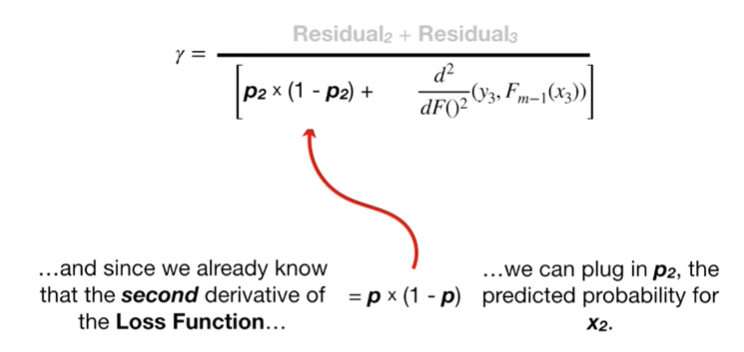 Residual₂ + Residual₃
γ =
[p₂ × (1 - p₂) + d²/dF()² (y₃, Fₘ₋₁(x₃))]
…and since we already know
that the second derivative of
the Loss Function…
= p × (1 - p)
…we can plug in p₂, the
predicted probability for
x₂.